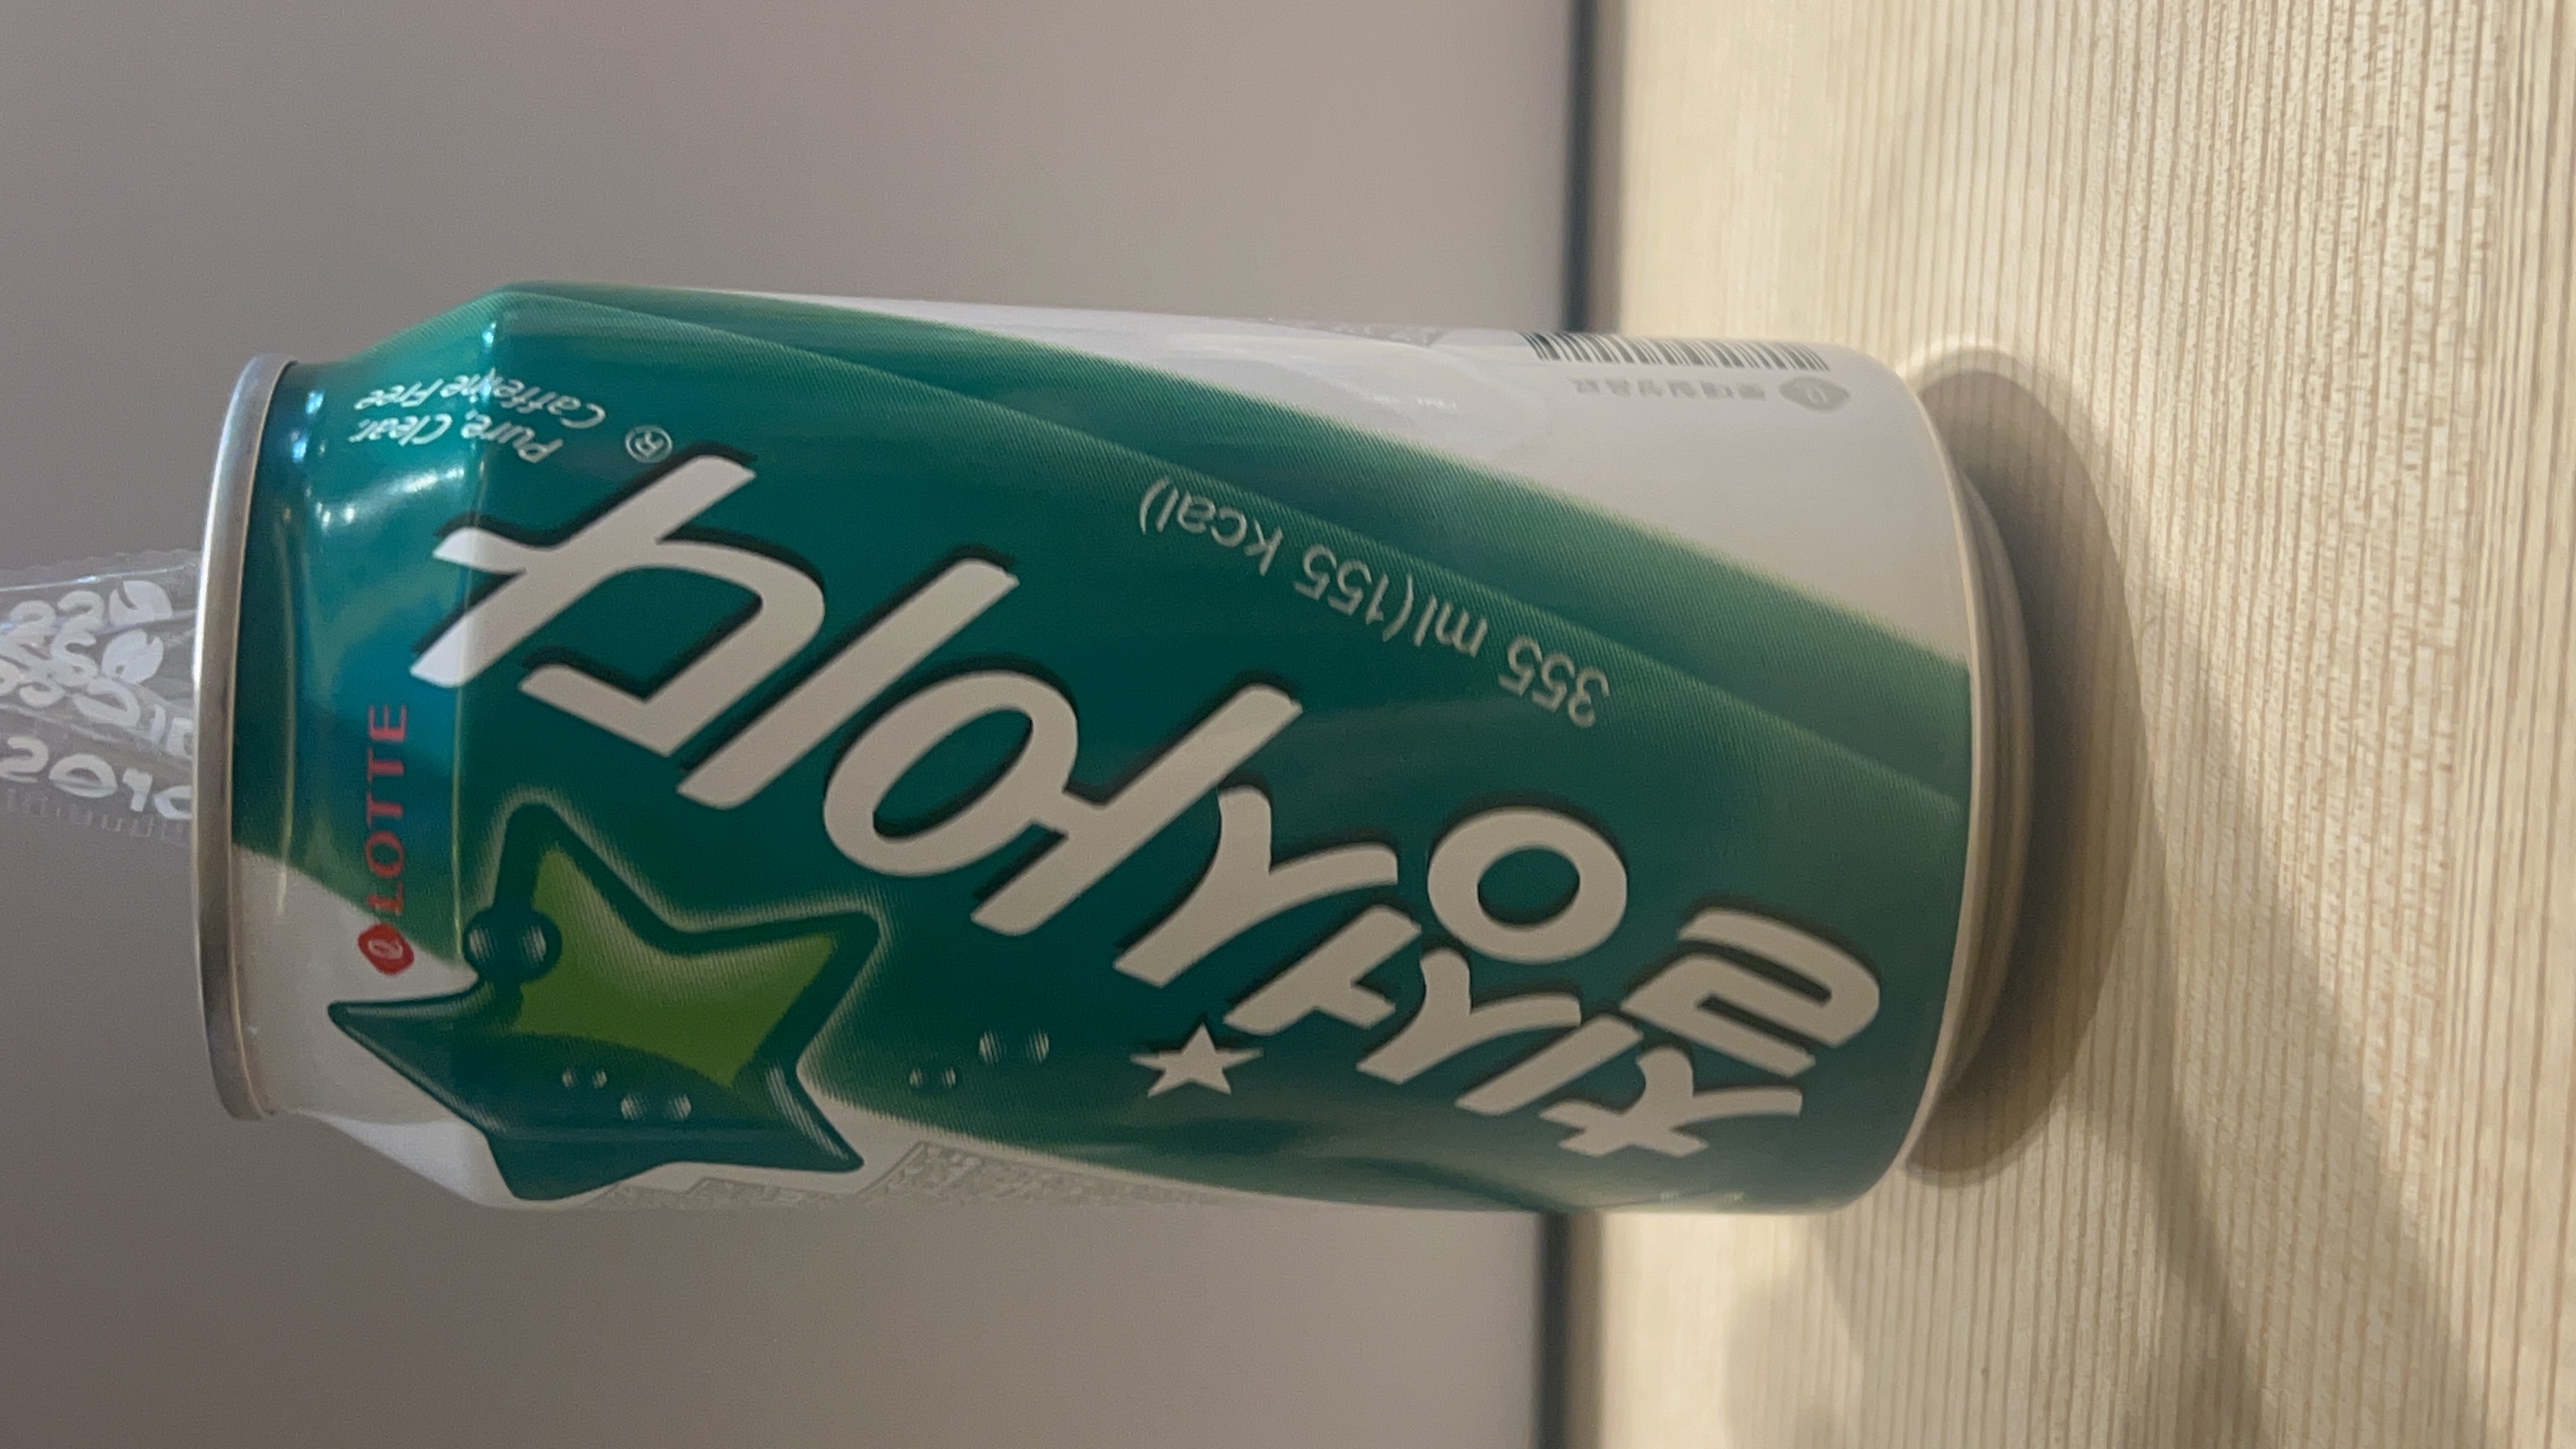 LOTTE
칠성사이다
®
Pure, Clear,
Caffeine Free
355 ml(155 kcal)